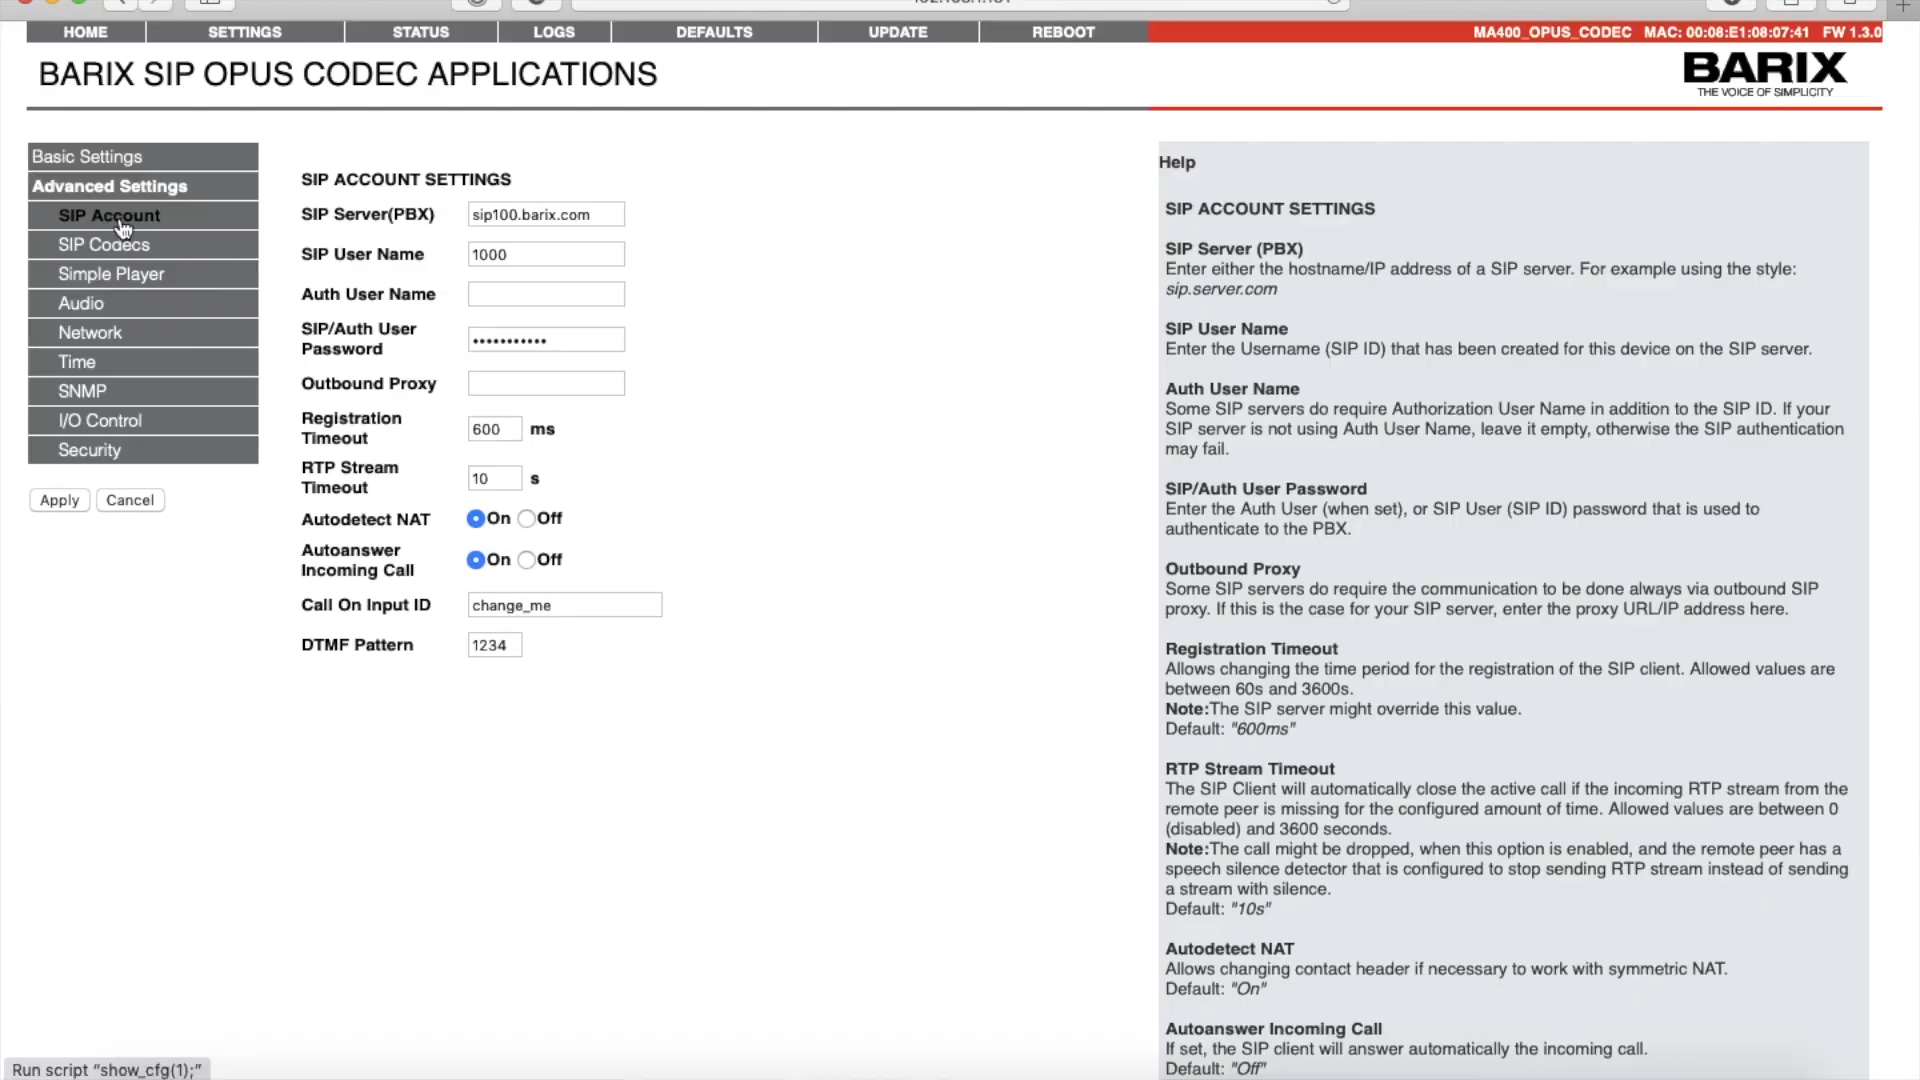 HOME SETTINGS STATUS LOGS DEFAULTS UPDATE REBOOT MA400_OPUS_CODEC MAC: 00:08:E1:08:07:41 FW 1.3.0
BARIX SIP OPUS CODEC APPLICATIONS
BARIX
THE VOICE OF SIMPLICITY
Basic Settings
Advanced Settings
SIP Account
SIP Codecs
Simple Player
Audio
Network
Time
SNMP
I/O Control
Security
Apply Cancel
SIP ACCOUNT SETTINGS
SIP Server(PBX) sip100.barix.com
SIP User Name 1000
Auth User Name
SIP/Auth User
Password •••••••••••
Outbound Proxy
Registration
Timeout 600 ms
RTP Stream
Timeout 10 s
Autodetect NAT On Off
Autoanswer
Incoming Call On Off
Call On Input ID change_me
DTMF Pattern 1234
Help
SIP ACCOUNT SETTINGS
SIP Server (PBX)
Enter either the hostname/IP address of a SIP server. For example using the style:
sip.server.com
SIP User Name
Enter the Username (SIP ID) that has been created for this device on the SIP server.
Auth User Name
Some SIP servers do require Authorization User Name in addition to the SIP ID. If your
SIP server is not using Auth User Name, leave it empty, otherwise the SIP authentication
may fail.
SIP/Auth User Password
Enter the Auth User (when set), or SIP User (SIP ID) password that is used to
authenticate to the PBX.
Outbound Proxy
Some SIP servers do require the communication to be done always via outbound SIP
proxy. If this is the case for your SIP server, enter the proxy URL/IP address here.
Registration Timeout
Allows changing the time period for the registration of the SIP client. Allowed values are
between 60s and 3600s.
Note:The SIP server might override this value.
Default: "600ms"
RTP Stream Timeout
The SIP Client will automatically close the active call if the incoming RTP stream from the
remote peer is missing for the configured amount of time. Allowed values are between 0
(disabled) and 3600 seconds.
Note:The call might be dropped, when this option is enabled, and the remote peer has a
speech silence detector that is configured to stop sending RTP stream instead of sending
a stream with silence.
Default: "10s"
Autodetect NAT
Allows changing contact header if necessary to work with symmetric NAT.
Default: "On"
Autoanswer Incoming Call
If set, the SIP client will answer automatically the incoming call.
Default: "Off"
Run script "show_cfg(1);"